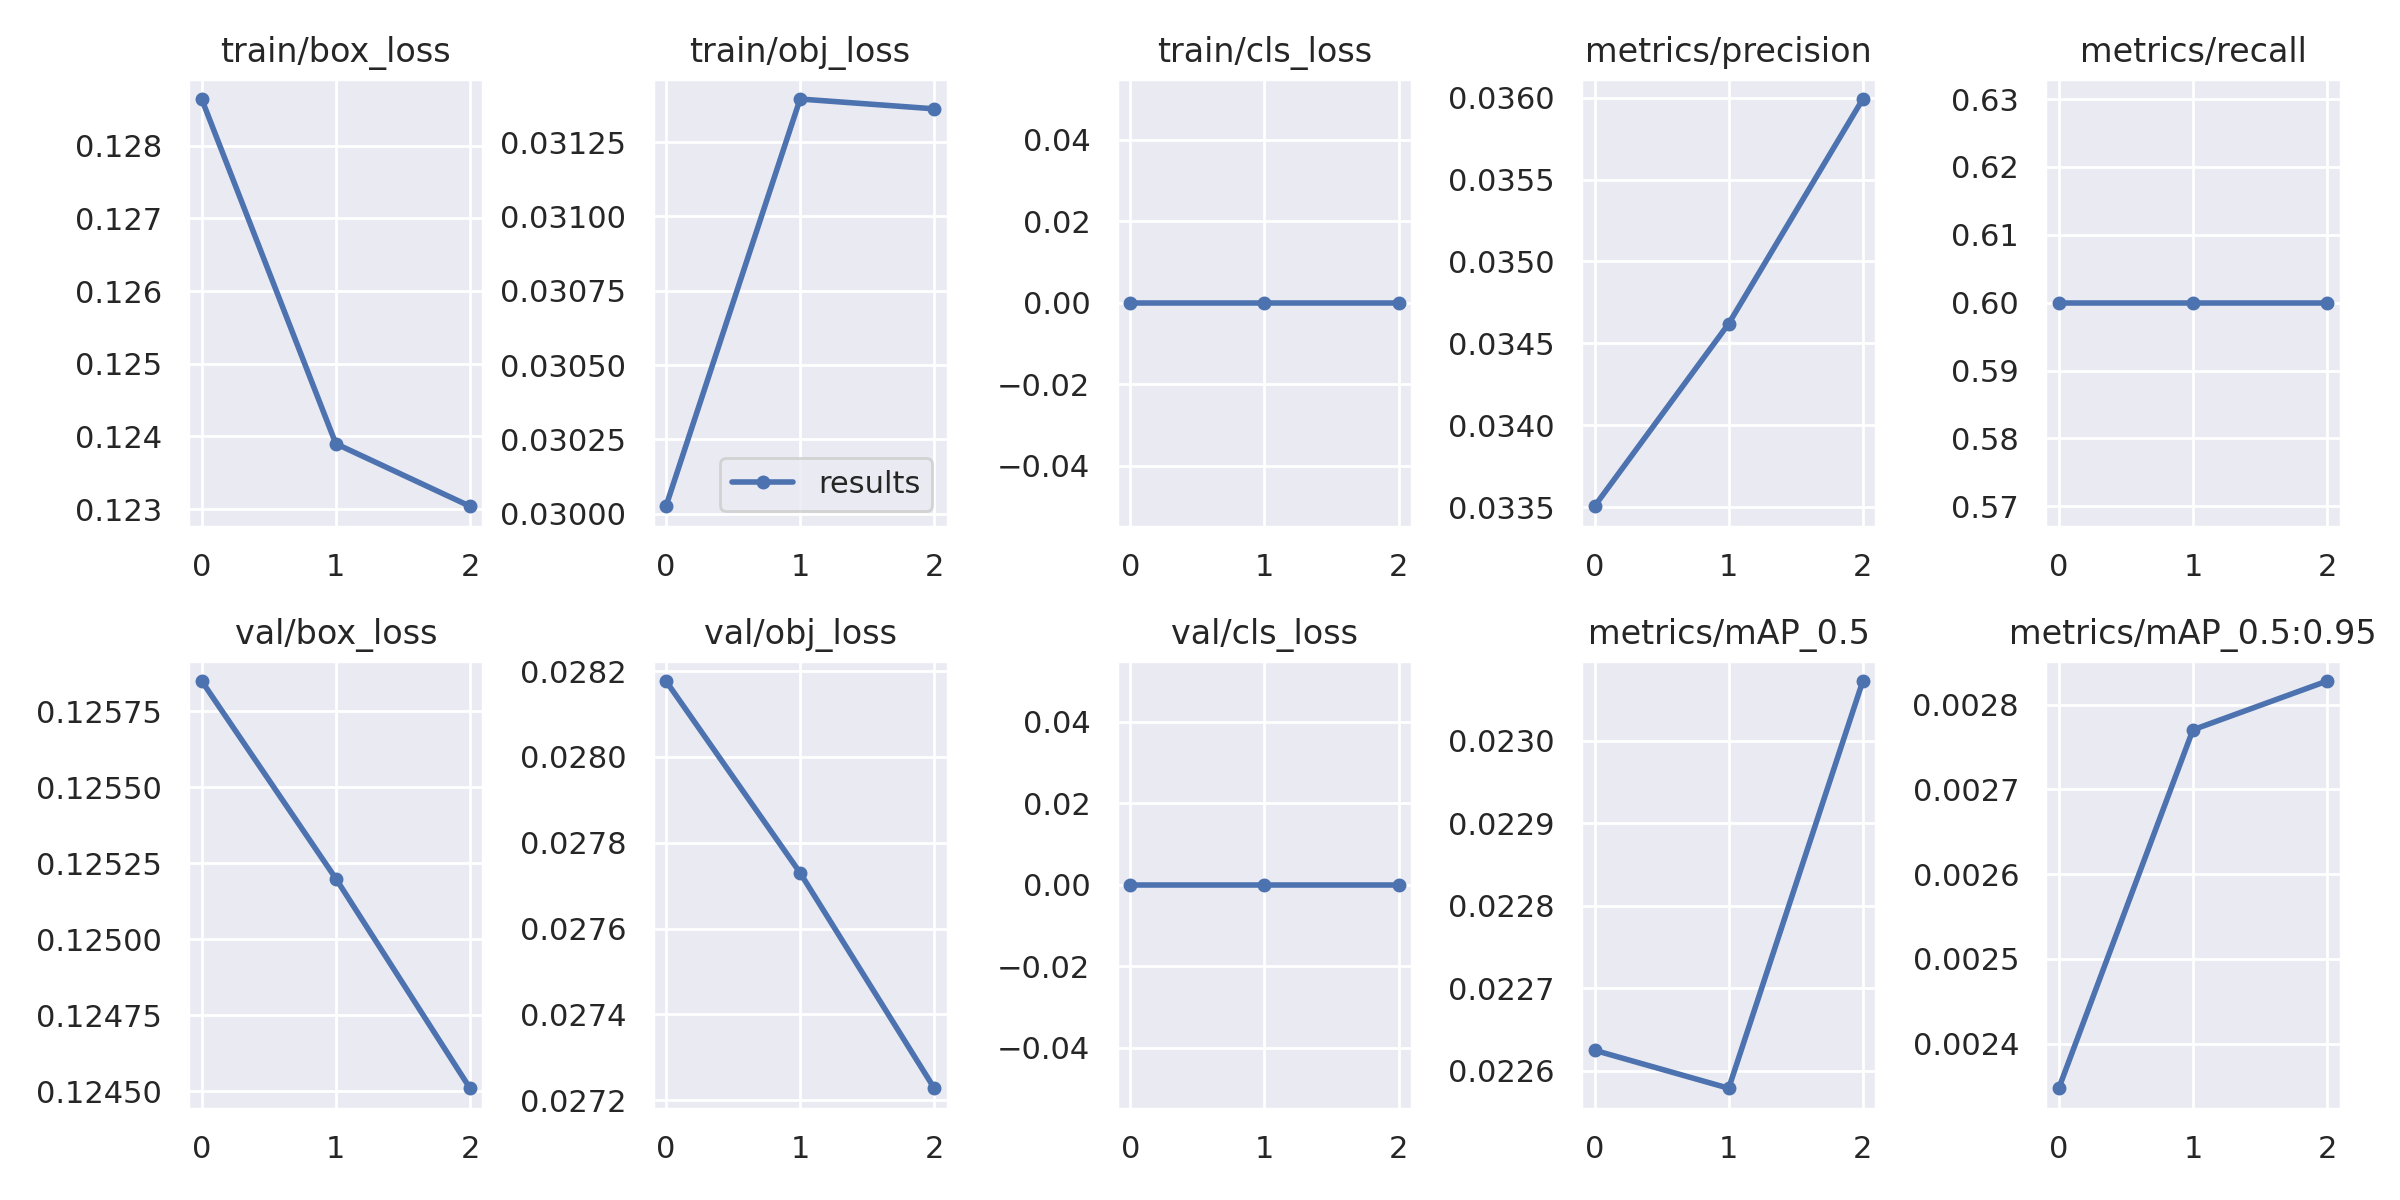 train/box_loss
0.128
0.127
0.126
0.125
0.124
0.123
0 1 2
train/obj_loss
0.03125
0.03100
0.03075
0.03050
0.03025
0.03000
results
0 1 2
train/cls_loss
0.04
0.02
0.00
−0.02
−0.04
0 1 2
metrics/precision
0.0360
0.0355
0.0350
0.0345
0.0340
0.0335
0 1 2
metrics/recall
0.63
0.62
0.61
0.60
0.59
0.58
0.57
0 1 2
val/box_loss
0.12575
0.12550
0.12525
0.12500
0.12475
0.12450
0 1 2
val/obj_loss
0.0282
0.0280
0.0278
0.0276
0.0274
0.0272
0 1 2
val/cls_loss
0.04
0.02
0.00
−0.02
−0.04
0 1 2
metrics/mAP_0.5
0.0230
0.0229
0.0228
0.0227
0.0226
0 1 2
metrics/mAP_0.5:0.95
0.0028
0.0027
0.0026
0.0025
0.0024
0 1 2